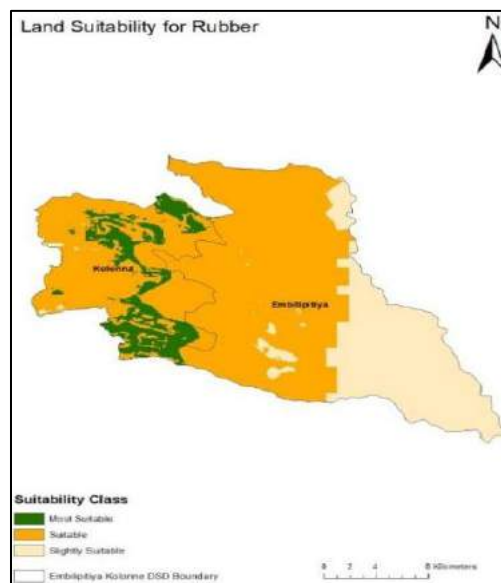 Land Suitability for Rubber
N
Kolonna
Embilipitiya
Suitability Class
Most Suitable
Suitable
Slightly Suitable
Embilipitiya Kolonne DSD Boundary
0 2 4 8 Kilometers